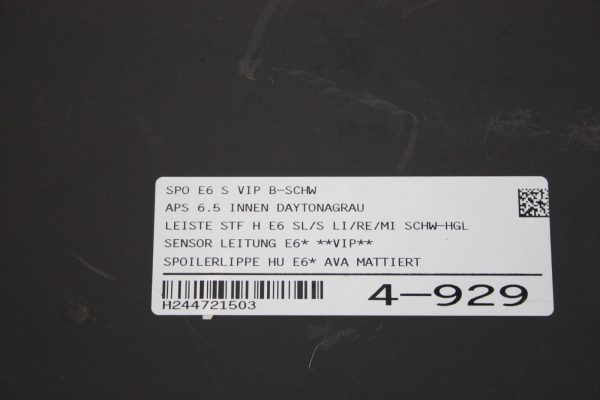 SPO E6 S VIP B-SCHW
APS 6.5 INNEN DAYTONAGRAU
LEISTE STF H E6 SL/S LI/RE/MI SCHW-HGL
SENSOR LEITUNG E6* **VIP**
SPOILERLIPPE HU E6* AVA MATTIERT
H244721503
4-929